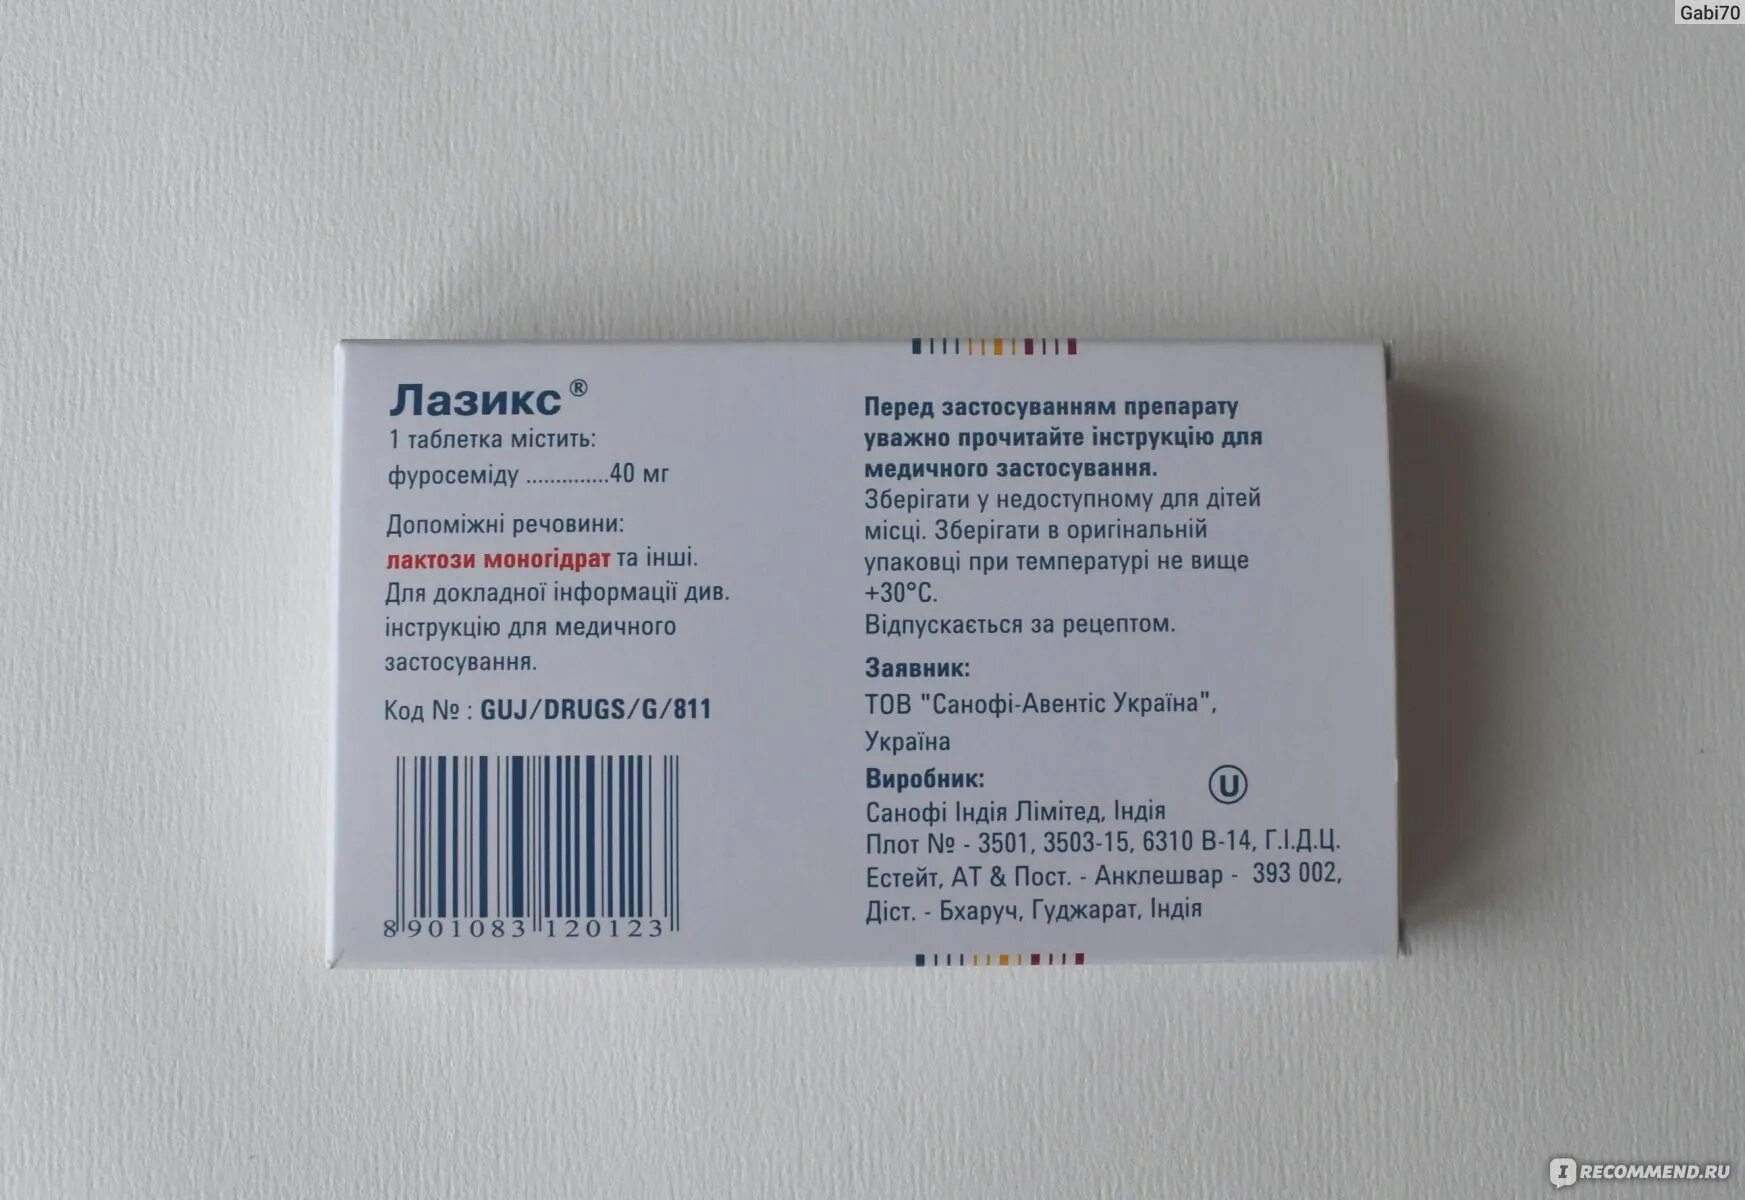 Gabi70
Лазикс®
1 таблетка містить:
фуросеміду ..............40 мг
Допоміжні речовини:
лактози моногідрат та інші.
Для докладної інформації див.
інструкцію для медичного
застосування.
Код № : GUJ/DRUGS/G/811
8 901083 120123
Перед застосуванням препарату
уважно прочитайте інструкцію для
медичного застосування.
Зберігати у недоступному для дітей
місці. Зберігати в оригінальній
упаковці при температурі не вище
+30°C.
Відпускається за рецептом.
Заявник:
ТОВ "Санофі-Авентіс Україна",
Україна
Виробник:
U
Санофі Індія Лімітед, Індія
Плот № - 3501, 3503-15, 6310 В-14, Г.І.Д.Ц.
Естейт, АТ & Пост. - Анклешвар - 393 002,
Діст. - Бхаруч, Гуджарат, Індія
IRECOMMEND.RU